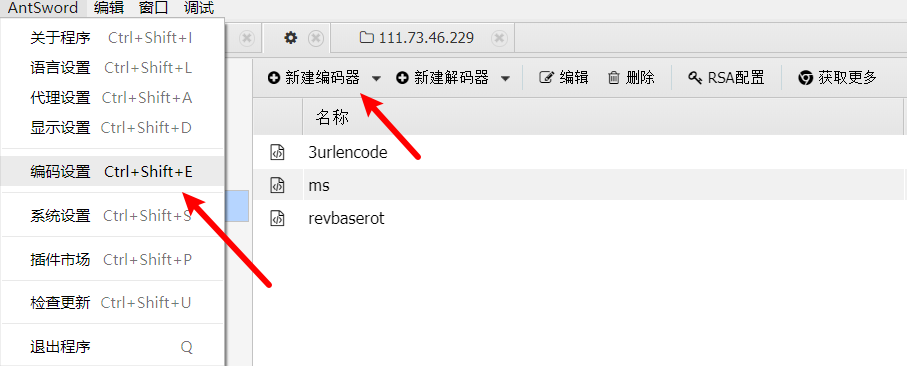 AntSword 编辑 窗口 调试
关于程序 Ctrl+Shift+I
语言设置 Ctrl+Shift+L
代理设置 Ctrl+Shift+A
显示设置 Ctrl+Shift+D
编码设置 Ctrl+Shift+E
系统设置 Ctrl+Shift+S
插件市场 Ctrl+Shift+P
检查更新 Ctrl+Shift+U
退出程序 Q
111.73.46.229
新建编码器 新建解码器 编辑 删除 RSA配置 获取更多
名称
3urlencode
ms
revbaserot